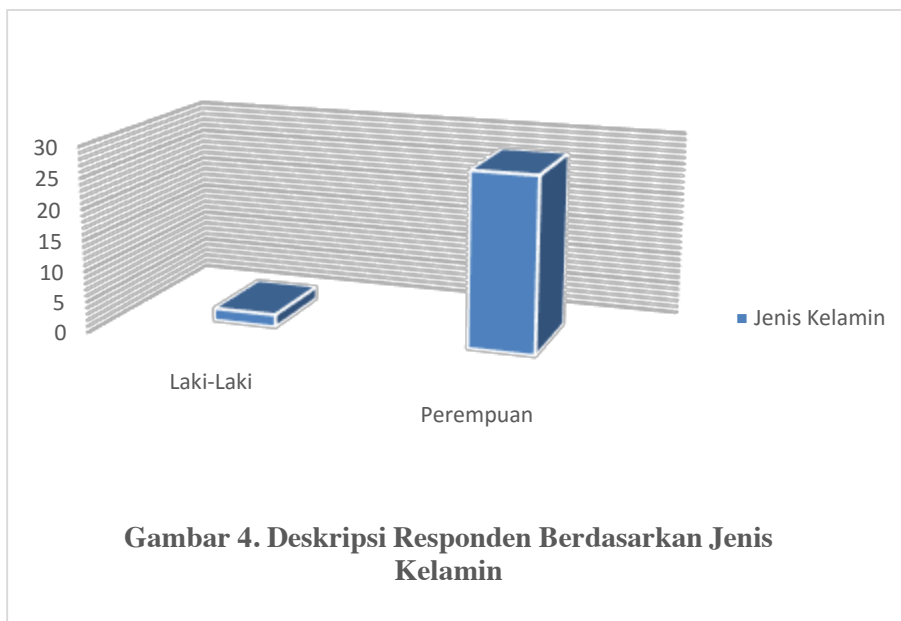 30
25
20
15
10
5
0
Laki-Laki
Perempuan
Jenis Kelamin
Gambar 4. Deskripsi Responden Berdasarkan Jenis
Kelamin